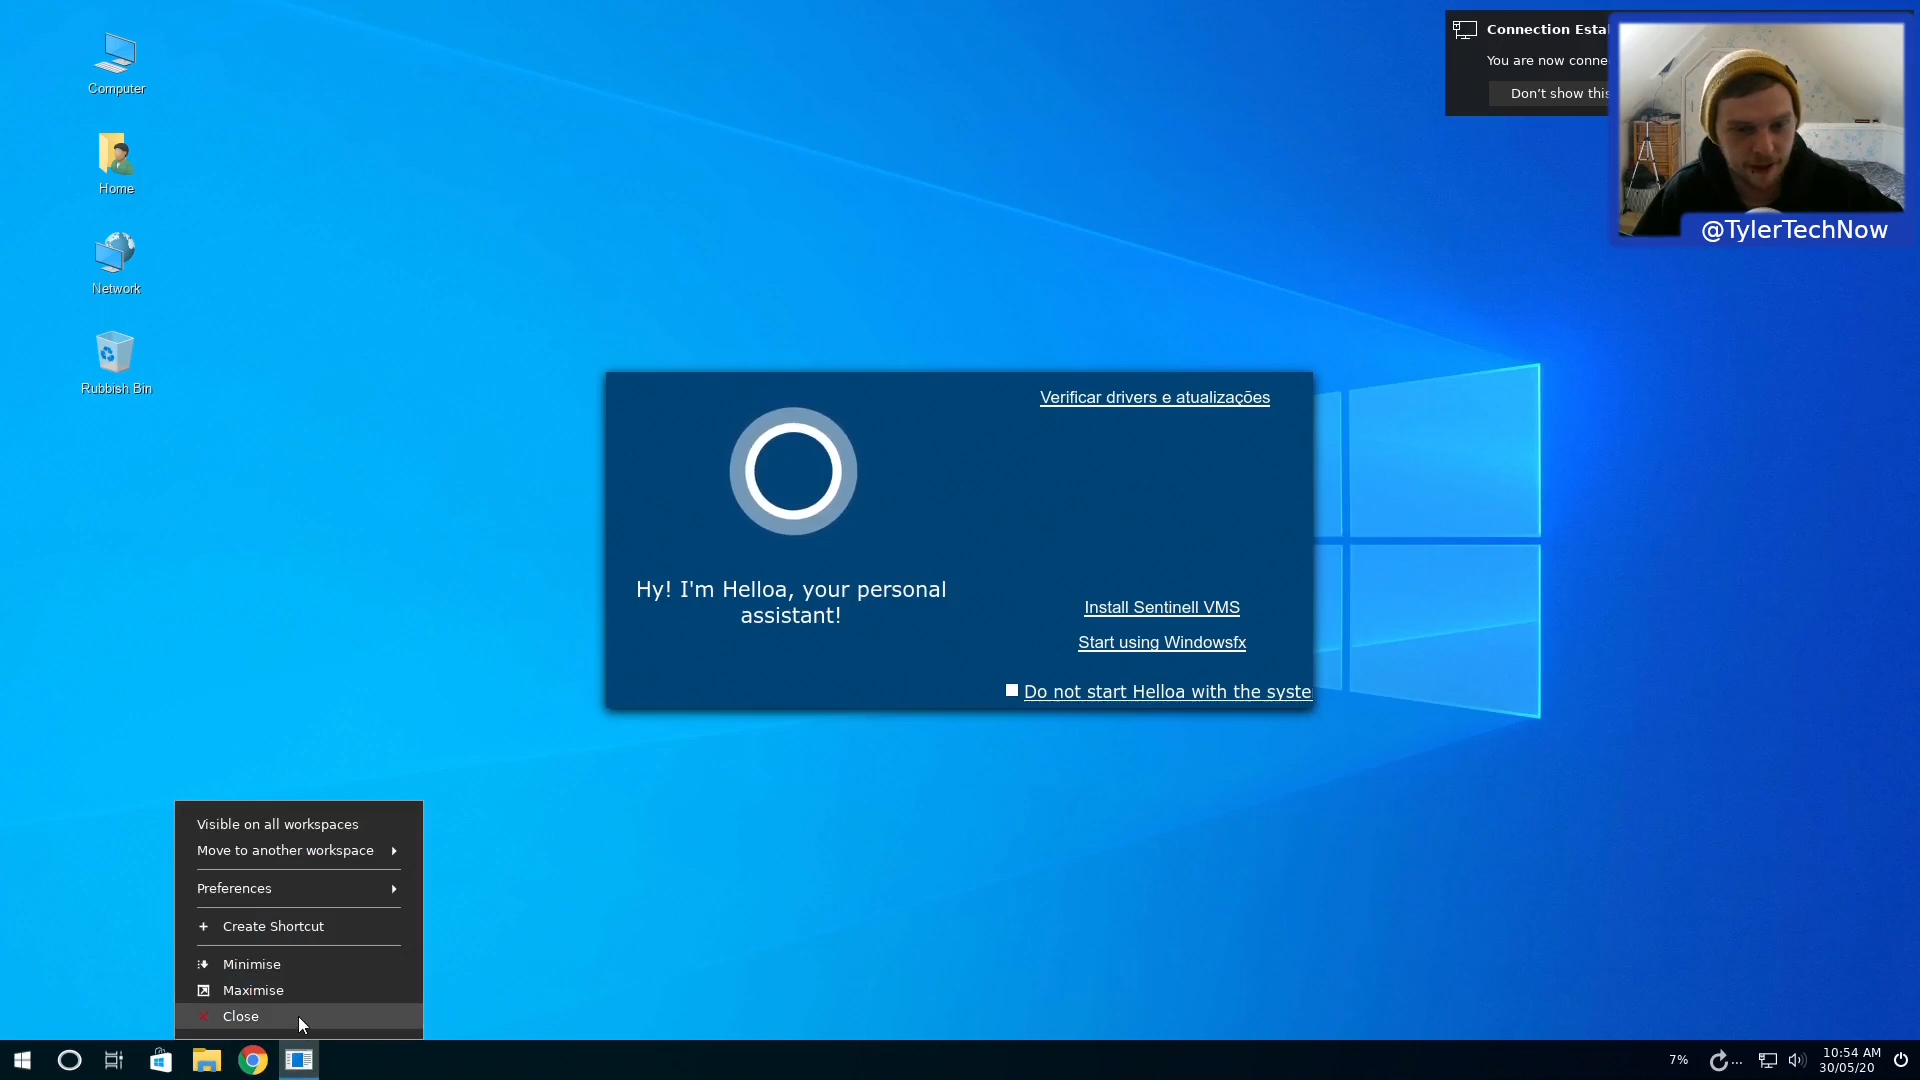 Computer
Home
Network
Rubbish Bin
Connection Estal
You are now conne
Don't show this
@TylerTechNow
Verificar drivers e atualizações
Hy! I'm Helloa, your personal
assistant!
Install Sentinell VMS
Start using Windowsfx
Do not start Helloa with the syste
Visible on all workspaces
Move to another workspace
Preferences
Create Shortcut
Minimise
Maximise
Close
7%
...
10:54 AM
30/05/20